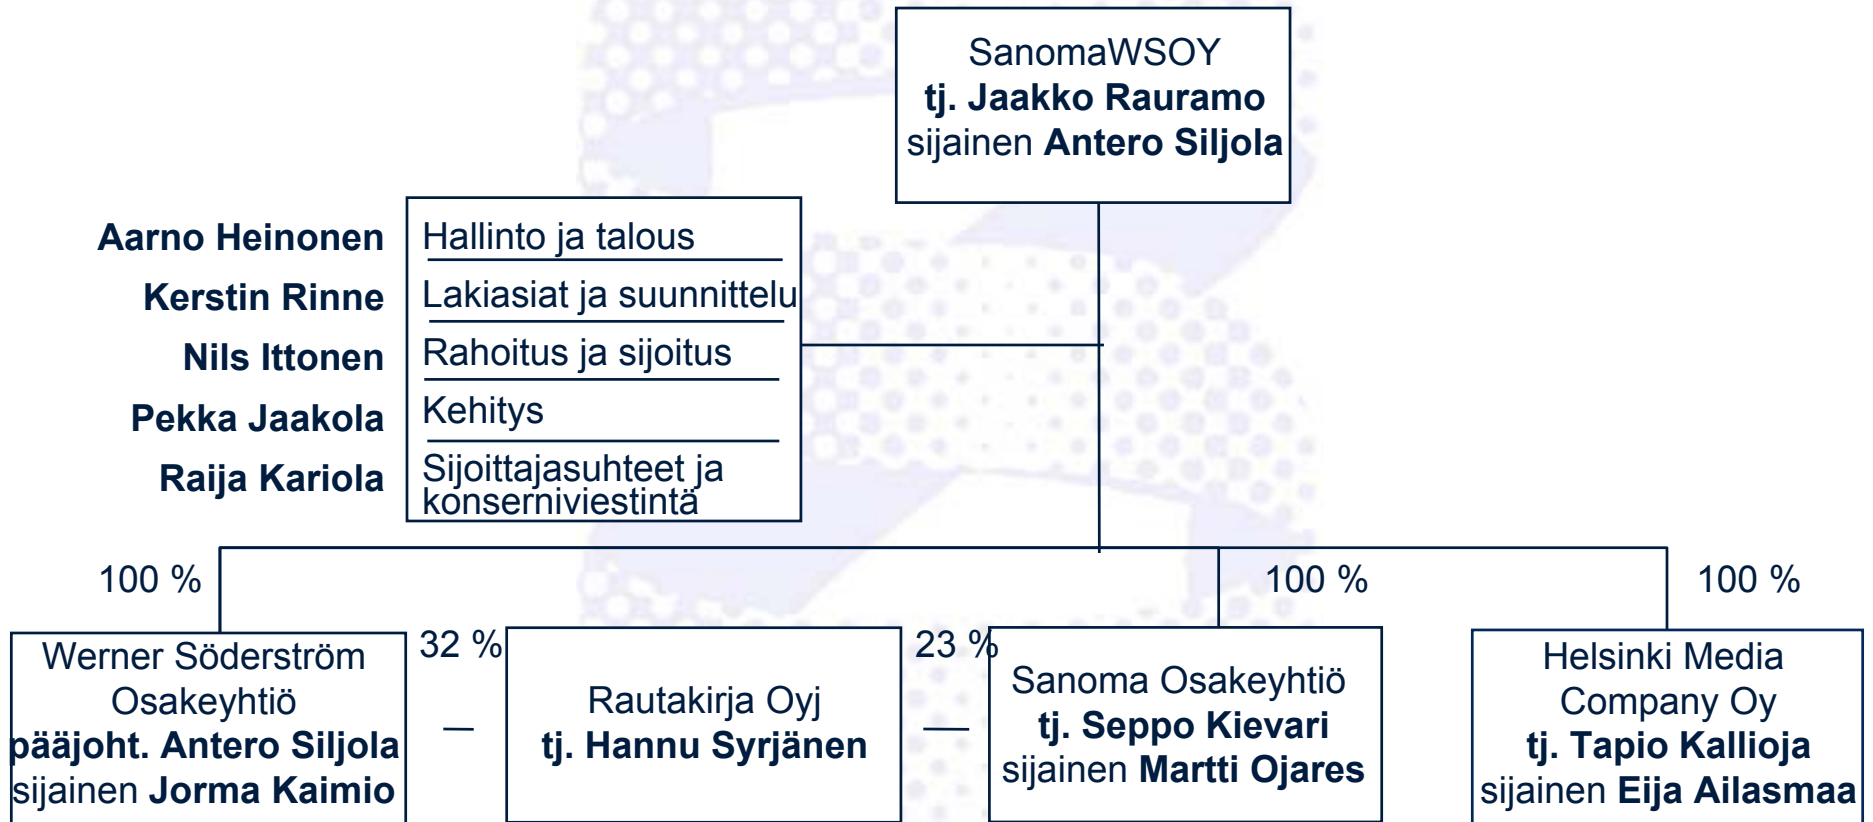 SanomaWSOY
tj. Jaakko Rauramo
sijainen Antero Siljola
Aarno Heinonen
Hallinto ja talous
Kerstin Rinne
Lakiasiat ja suunnittelu
Nils Ittonen
Rahoitus ja sijoitus
Pekka Jaakola
Kehitys
Raija Kariola
Sijoittajasuhteet ja
konserniviestintä
100 %
100 %
100 %
Werner Söderström
Osakeyhtiö
pääjoht. Antero Siljola
sijainen Jorma Kaimio
32 %
Rautakirja Oyj
tj. Hannu Syrjänen
23 %
Sanoma Osakeyhtiö
tj. Seppo Kievari
sijainen Martti Ojares
Helsinki Media
Company Oy
tj. Tapio Kallioja
sijainen Eija Ailasmaa